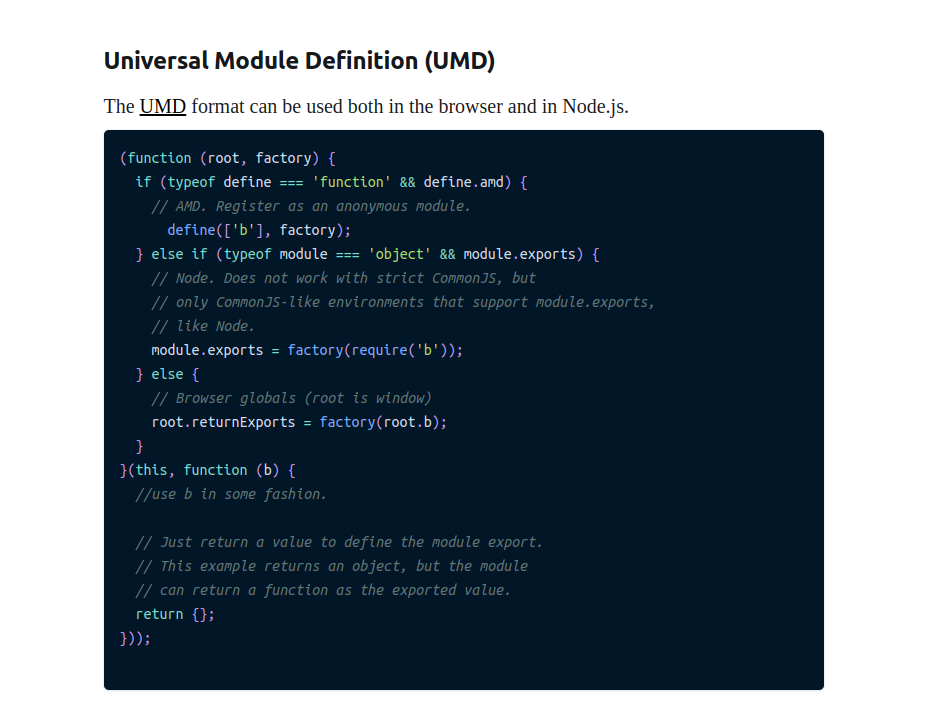 Universal Module Definition (UMD)
The UMD format can be used both in the browser and in Node.js.
(function (root, factory) {
  if (typeof define === 'function' && define.amd) {
    // AMD. Register as an anonymous module.
      define(['b'], factory);
  } else if (typeof module === 'object' && module.exports) {
    // Node. Does not work with strict CommonJS, but
    // only CommonJS-like environments that support module.exports,
    // like Node.
    module.exports = factory(require('b'));
  } else {
    // Browser globals (root is window)
    root.returnExports = factory(root.b);
  }
}(this, function (b) {
  //use b in some fashion.

  // Just return a value to define the module export.
  // This example returns an object, but the module
  // can return a function as the exported value.
  return {};
}));